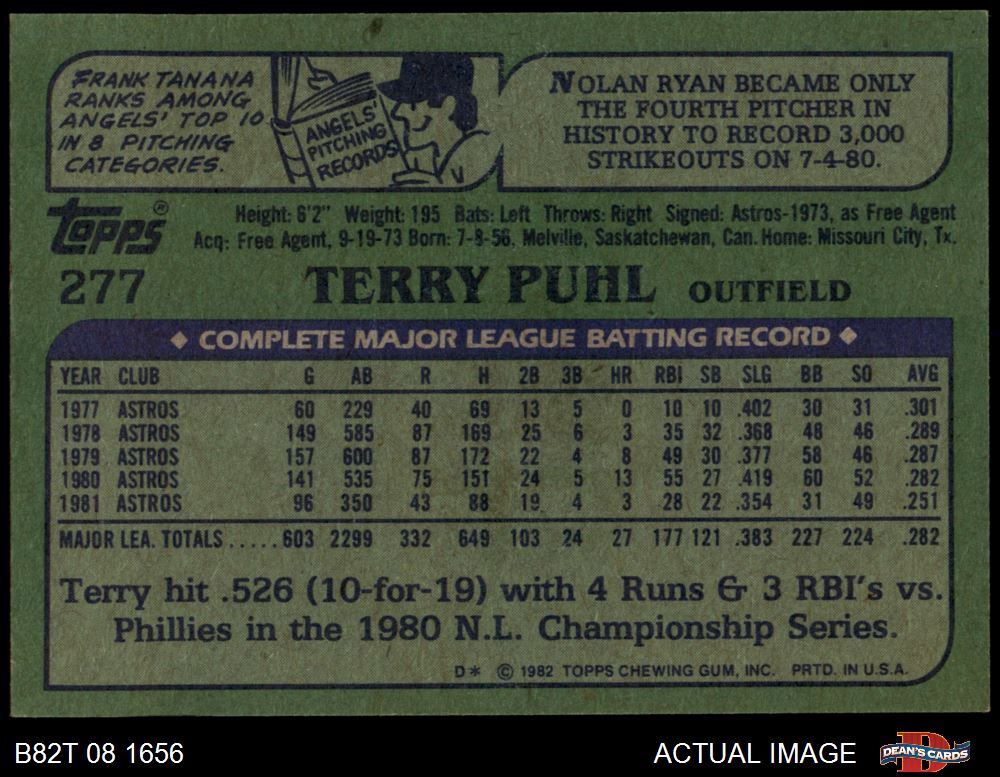 FRANK TANANA
RANKS AMONG
ANGELS' TOP 10
IN 8 PITCHING
CATEGORIES.
ANGELS'
PITCHING
RECORDS
NOLAN RYAN BECAME ONLY
THE FOURTH PITCHER IN
HISTORY TO RECORD 3,000
STRIKEOUTS ON 7-4-80.
TOPPS®
Height: 6'2" Weight: 195 Bats: Left Throws: Right Signed: Astros-1973, as Free Agent
Acq: Free Agent, 9-19-73 Born: 7-8-56, Melville, Saskatchewan, Can. Home: Missouri City, Tx.
277 TERRY PUHL OUTFIELD
◆ COMPLETE MAJOR LEAGUE BATTING RECORD ◆
YEAR CLUB G AB R H 2B 3B HR RBI SB SLG BB SO AVG
1977 ASTROS 60 229 40 69 13 5 0 10 10 .402 30 31 .301
1978 ASTROS 149 585 87 169 25 6 3 35 32 .368 48 46 .289
1979 ASTROS 157 600 87 172 22 4 8 49 30 .377 58 46 .287
1980 ASTROS 141 535 75 151 24 5 13 55 27 .419 60 52 .282
1981 ASTROS 96 350 43 88 19 4 3 28 22 .354 31 49 .251
MAJOR LEA. TOTALS.....603 2299 332 649 103 24 27 177 121 .383 227 224 .282
Terry hit .526 (10-for-19) with 4 Runs & 3 RBI's vs.
Phillies in the 1980 N.L. Championship Series.
D* © 1982 TOPPS CHEWING GUM, INC. PRTD. IN U.S.A.
B82T 08 1656 ACTUAL IMAGE DEAN'S CARDS